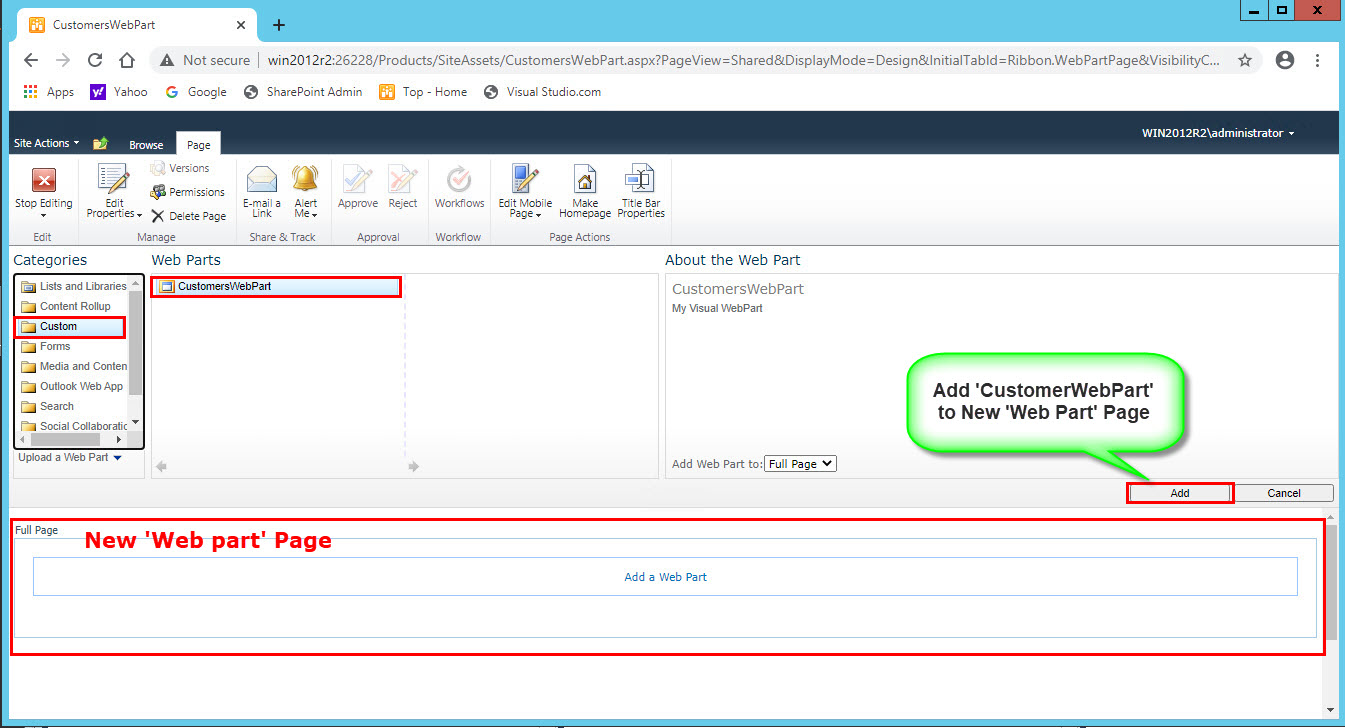 CustomersWebPart
Not secure
win2012r2:26228/Products/SiteAssets/CustomersWebPart.aspx?PageView=Shared&DisplayMode=Design&InitialTabId=Ribbon.WebPartPage&VisibilityC...
Apps
Yahoo
Google
SharePoint Admin
Top - Home
Visual Studio.com
Site Actions
Browse
Page
WIN2012R2\administrator
Stop Editing
Edit
Edit
Properties
Versions
Permissions
Delete Page
Manage
E-mail a
Link
Alert
Me
Share & Track
Approve
Reject
Approval
Workflows
Workflow
Edit Mobile
Page
Make
Homepage
Title Bar
Properties
Page Actions
Categories
Lists and Libraries
Content Rollup
Custom
Forms
Media and Conten
Outlook Web App
Search
Social Collaboratic
Upload a Web Part
Web Parts
CustomersWebPart
About the Web Part
CustomersWebPart
My Visual WebPart
Add 'CustomerWebPart'
to New 'Web Part' Page
Add Web Part to:
Full Page
Add
Cancel
Full Page
New 'Web part' Page
Add a Web Part